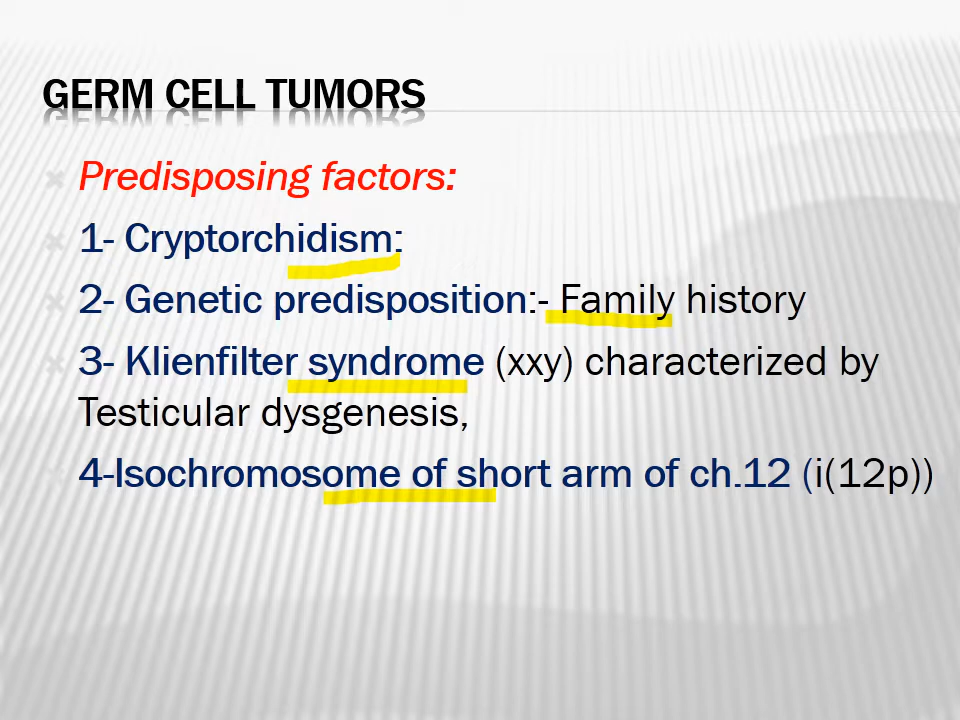 GERM CELL TUMORS
Predisposing factors:
1- Cryptorchidism:
2- Genetic predisposition:- Family history
3- Klienfilter syndrome (xxy) characterized by
Testicular dysgenesis,
4-Isochromosome of short arm of ch.12 (i(12p))